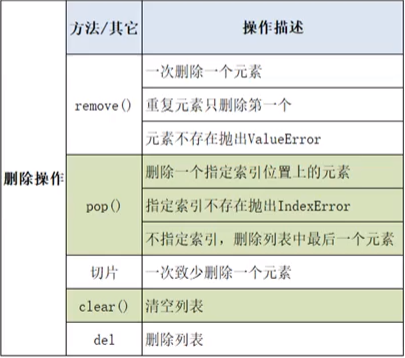 方法/其它 操作描述
删除操作
remove()
一次删除一个元素
重复元素只删除第一个
元素不存在抛出ValueError
pop()
删除一个指定索引位置上的元素
指定索引不存在抛出IndexError
不指定索引，删除列表中最后一个元素
切片 一次致少删除一个元素
clear() 清空列表
del 删除列表